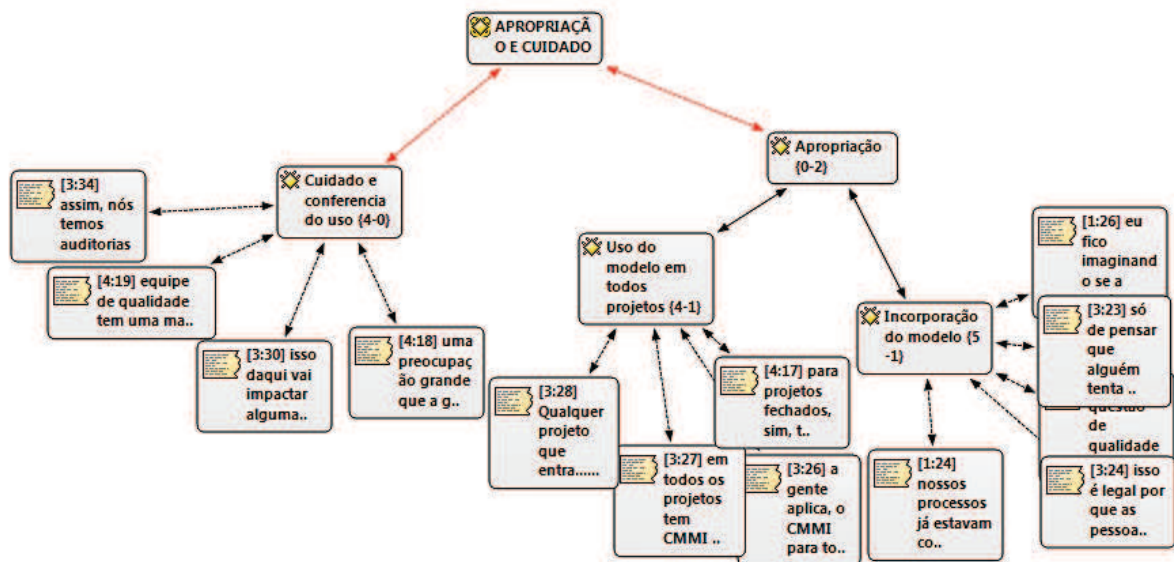 APROPRIAÇÃ
O E CUIDADO
Apropriação
{0-2}
Cuidado e
conferencia
do uso {4-0}
[3:34]
assim, nós
temos
auditorias
[4:19] equipe
de qualidade
tem uma ma..
[3:30] isso
daqui vai
impactar
alguma..
[4:18] uma
preocupaç
ão grande
que a g..
Uso do
modelo em
todos
projetos {4-1}
Incorporação
do modelo {5
-1}
[1:26] eu
fico
imaginand
o se a
[3:23] só
de pensar
que
alguém
tenta ..
questão
de
qualidade
[3:24] isso
é legal por
que as
pessoa..
[3:28]
Qualquer
projeto
que
entra......
[3:27] em
todos os
projetos
tem
CMMI ..
[4:17] para
projetos
fechados,
sim, t..
[3:26] a
gente
aplica, o
CMMI
para to..
[1:24]
nossos
processos
já estavam
co..